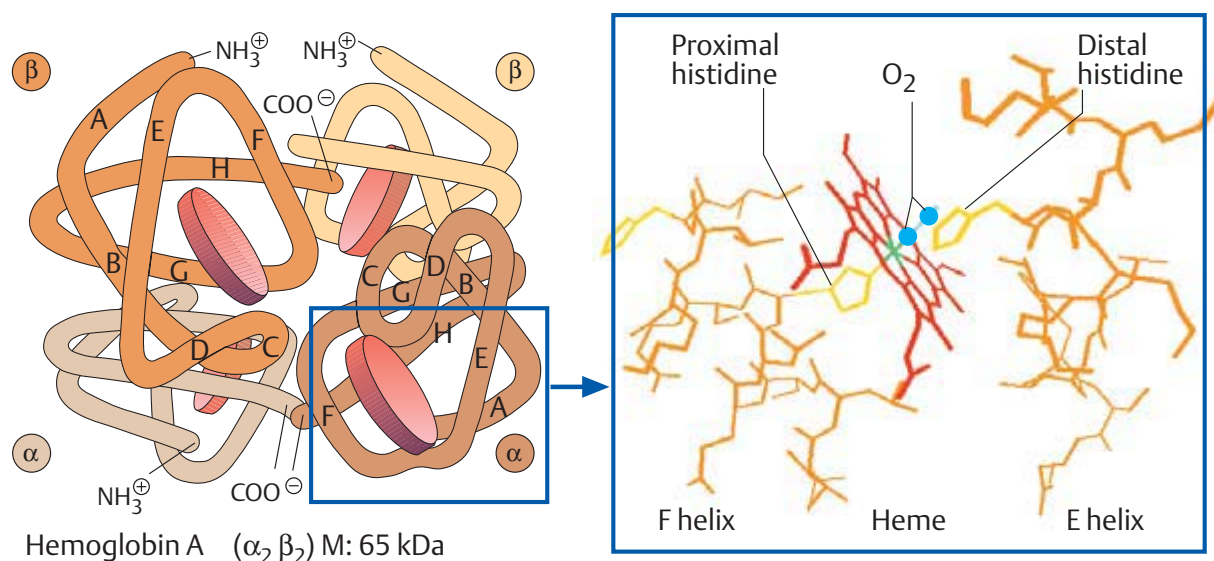 β
NH₃⊕
NH₃⊕
β
COO⊖
A
E
F
H
B
G
D
C
C
G
D
B
H
E
F
A
α
NH₃⊕
COO⊖
α
Hemoglobin A (α₂ β₂) M: 65 kDa
Proximal
histidine
O₂
Distal
histidine
F helix
Heme
E helix